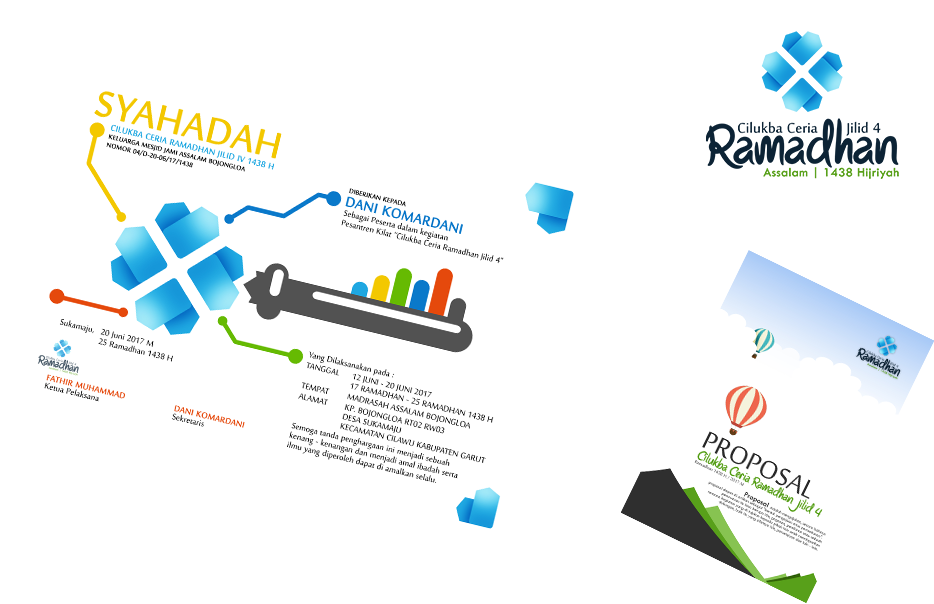 SYAHADAH
CILUKBA CERIA RAMADHAN JILID IV 1438 H
KELUARGA MESJID JAMI ASSALAM BOJONGLOA
NOMOR 04/D-20-06/17/1438
DIBERIKAN KEPADA
DANI KOMARDANI
Sebagai Peserta dalam kegiatan
Pesantren Kilat "Cilukba Ceria Ramadhan Jilid 4"
Sukamaju, 20 Juni 2017 M
25 Ramadhan 1438 H
Ramadhan
FATHIR MUHAMMAD
Ketua Pelaksana
DANI KOMARDANI
Sekretaris
Yang Dilaksanakan pada :
TANGGAL 12 JUNI - 20 JUNI 2017
17 RAMADHAN - 25 RAMADHAN 1438 H
TEMPAT MADRASAH ASSALAM BOJONGLOA
ALAMAT KP. BOJONGLOA RT02 RW03
DESA SUKAMAJU
KECAMATAN CILAWU KABUPATEN GARUT
Semoga tanda penghargaan ini menjadi sebuah
kenang - kenangan dan menjadi amal ibadah serta
ilmu yang diperoleh dapat di amalkan selalu.
Cilukba Ceria Jilid 4
Ramadhan
Assalam | 1438 Hijriyah
Ramadhan
PROPOSAL
Cilukba Ceria Ramadhan Jilid 4
Ramadhan 1438 H / 2017 M
Proposal